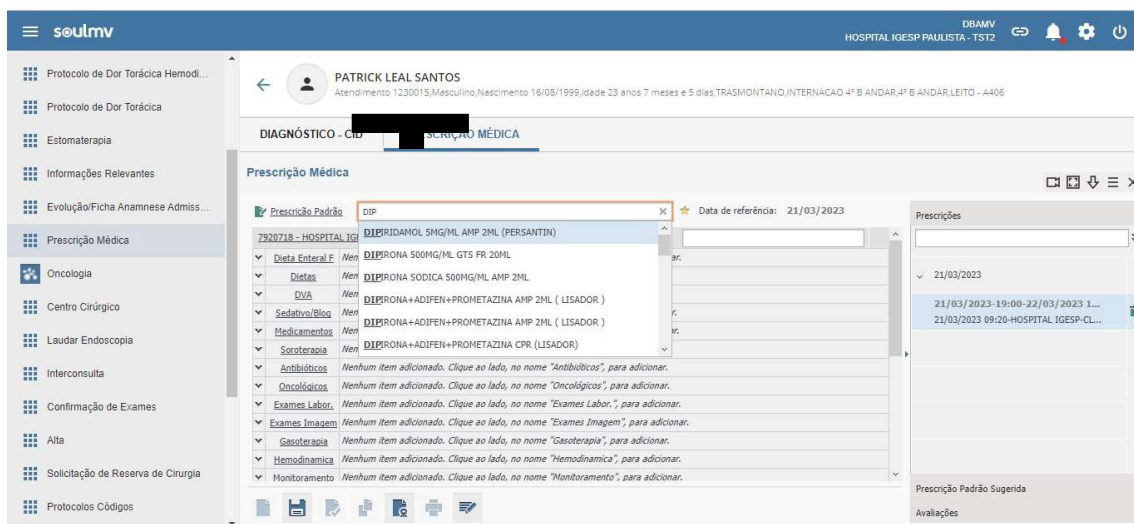 soulmv
DBAMV
HOSPITAL IGESP PAULISTA - TST2
Protocolo de Dor Torácica Hemodi...
Protocolo de Dor Torácica
Estomaterapia
Informações Relevantes
Evolução/Ficha Anamnese Admiss...
Prescrição Médica
Oncologia
Centro Cirúrgico
Laudar Endoscopia
Interconsulta
Confirmação de Exames
Alta
Solicitação de Reserva de Cirurgia
Protocolos Códigos
PATRICK LEAL SANTOS
Atendimento 1230015,Masculino,Nascimento 16/08/1999,Idade 23 anos 7 meses e 5 dias,TRASMONTANO,INTERNACAO 4º B ANDAR,4º B ANDAR,LEITO - A406
DIAGNÓSTICO - CID
PRESCRIÇÃO MÉDICA
Prescrição Médica
Prescrição Padrão
DIP
Data de referência: 21/03/2023
7920718 - HOSPITAL IGE
DIPIRIDAMOL 5MG/ML AMP 2ML (PERSANTIN)
DIPIRONA 500MG/ML GTS FR 20ML
DIPIRONA SODICA 500MG/ML AMP 2ML
DIPIRONA+ADIFEN+PROMETAZINA AMP 2ML ( LISADOR )
DIPIRONA+ADIFEN+PROMETAZINA AMP 2ML ( LISADOR )
DIPIRONA+ADIFEN+PROMETAZINA CPR (LISADOR)
Dieta Enteral F Nen ar.
Dietas Nen
DVA Nen
Sedativo/Bloq Nen
Medicamentos Nen r.
Soroterapia Nen
Antibióticos Nenhum item adicionado. Clique ao lado, no nome "Antibióticos", para adicionar.
Oncológicos Nenhum item adicionado. Clique ao lado, no nome "Oncológicos", para adicionar.
Exames Labor. Nenhum item adicionado. Clique ao lado, no nome "Exames Labor.", para adicionar.
Exames Imagem Nenhum item adicionado. Clique ao lado, no nome "Exames Imagem", para adicionar.
Gasoterapia Nenhum item adicionado. Clique ao lado, no nome "Gasoterapia", para adicionar.
Hemodinamica Nenhum item adicionado. Clique ao lado, no nome "Hemodinamica", para adicionar.
Monitoramento Nenhum item adicionado. Clique ao lado, no nome "Monitoramento", para adicionar.
Prescrições
21/03/2023
21/03/2023-19:00-22/03/2023 1...
21/03/2023 09:20-HOSPITAL IGESP-CL...
Prescrição Padrão Sugerida
Avaliações